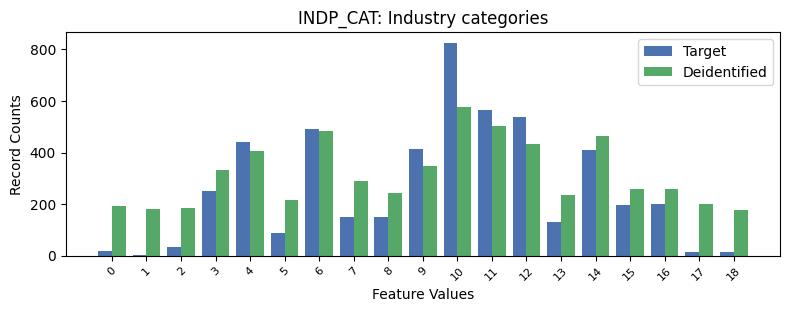 INDP_CAT: Industry categories
Target
Deidentified
Record Counts
800
600
400
200
0
0 1 2 3 4 5 6 7 8 9 10 11 12 13 14 15 16 17 18
Feature Values